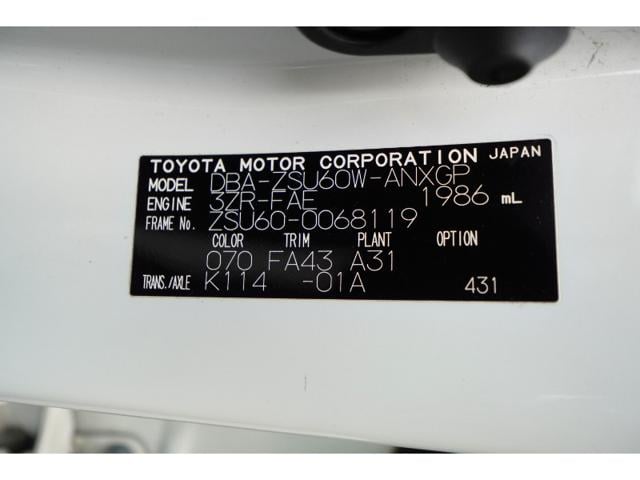 TOYOTA MOTOR CORPORATION JAPAN
MODEL DBA-ZSU60W-ANXGP
ENGINE 3ZR-FAE 1986 mL
FRAME No. ZSU60-0068119
COLOR TRIM PLANT OPTION
070 FA43 A31
TRANS./AXLE K114 -01A 431